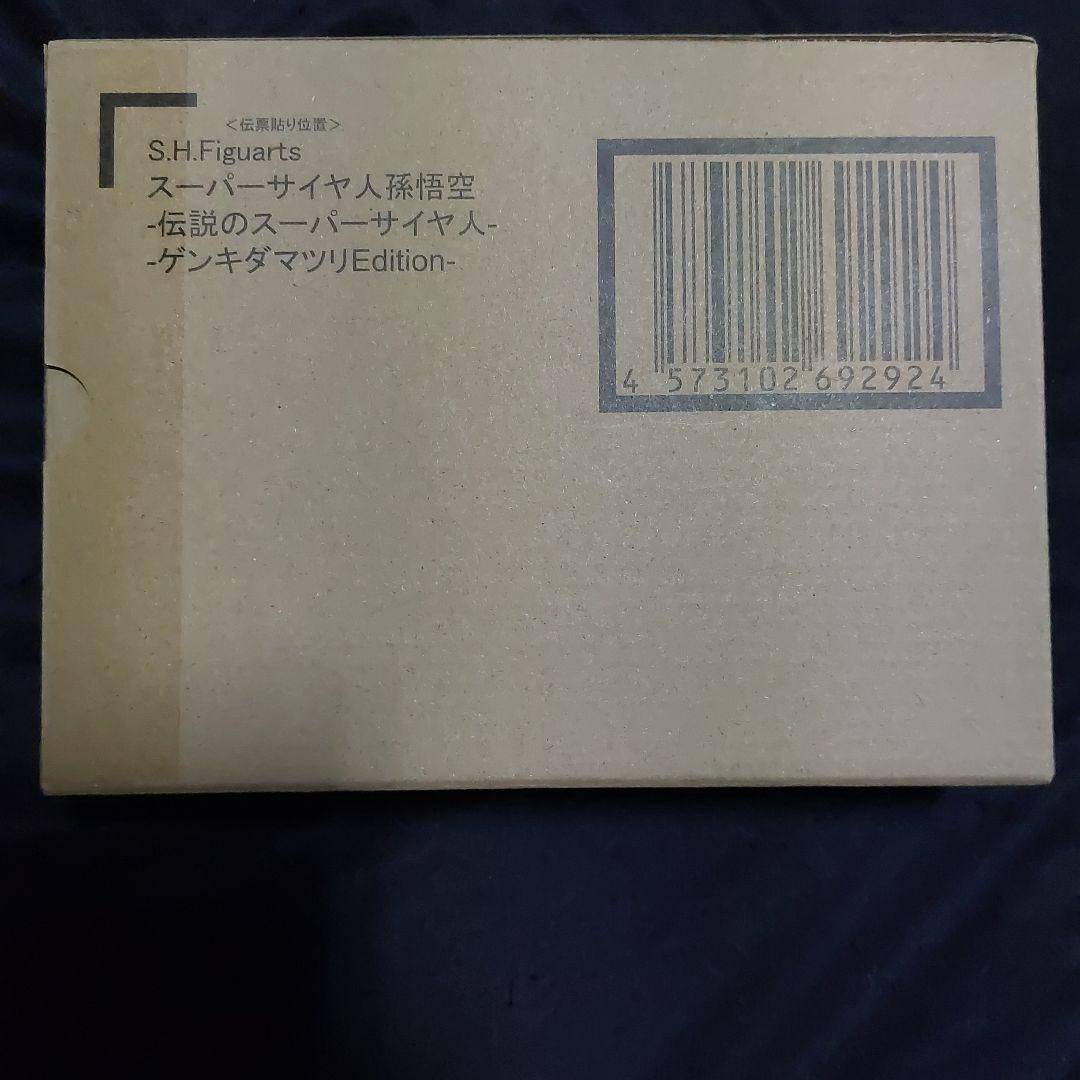 ＜伝票貼り位置＞
S.H.Figuarts
スーパーサイヤ人孫悟空
-伝説のスーパーサイヤ人-
-ゲンキダマツリEdition-
4 573102 692924